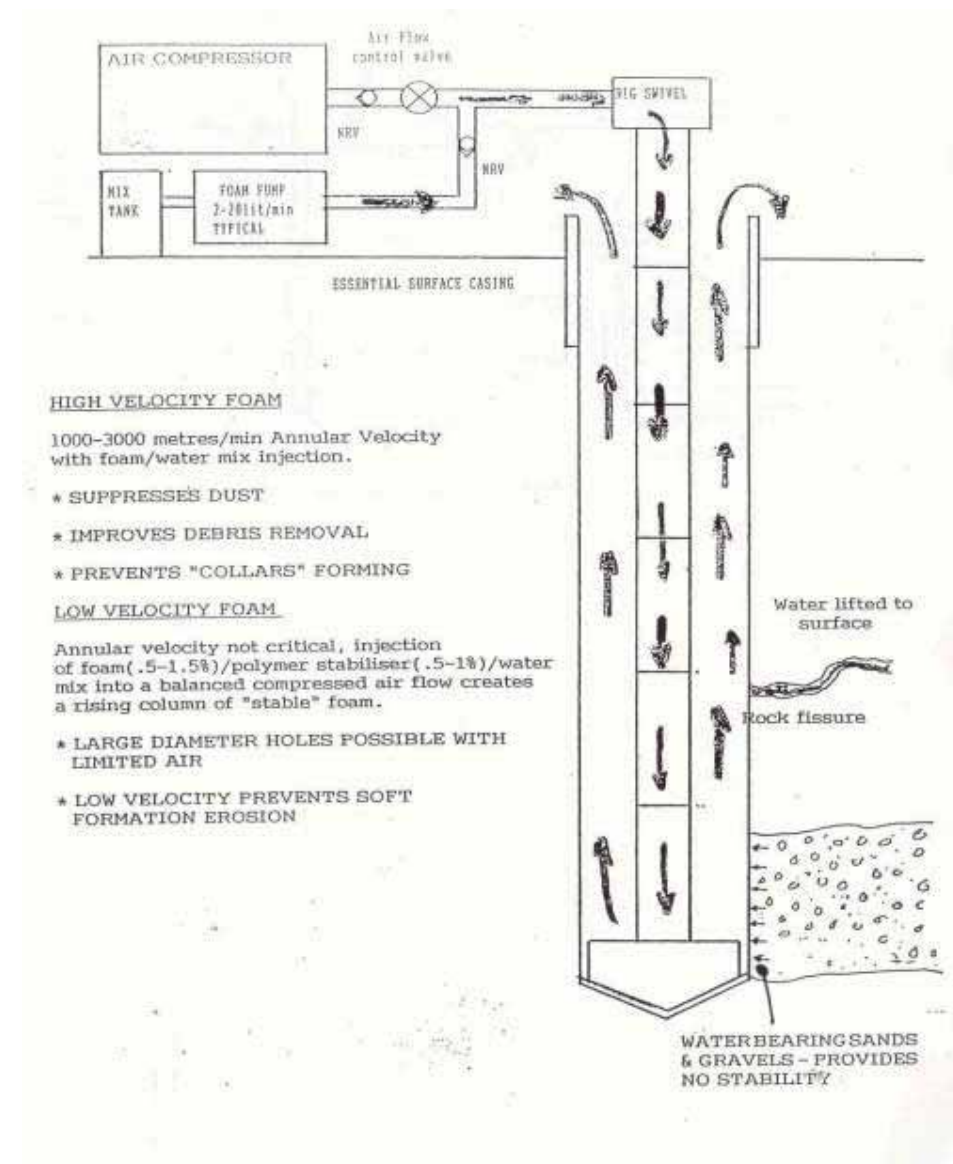 Air Flow
control valve
AIR COMPRESSOR
RIG SWIVEL
NRV
NRV
MIX
TANK
FOAM PUMP
2-20lit/min
TYPICAL
ESSENTIAL SURFACE CASING
HIGH VELOCITY FOAM
1000-3000 metres/min Annular Velocity
with foam/water mix injection.
* SUPPRESSES DUST
* IMPROVES DEBRIS REMOVAL
* PREVENTS "COLLARS" FORMING
LOW VELOCITY FOAM
Annular velocity not critical, injection
of foam(.5-1.5%)/polymer stabiliser(.5-1%)/water
mix into a balanced compressed air flow creates
a rising column of "stable" foam.
* LARGE DIAMETER HOLES POSSIBLE WITH
LIMITED AIR
* LOW VELOCITY PREVENTS SOFT
FORMATION EROSION
Water lifted to
surface
Rock fissure
WATER BEARING SANDS
& GRAVELS - PROVIDES
NO STABILITY